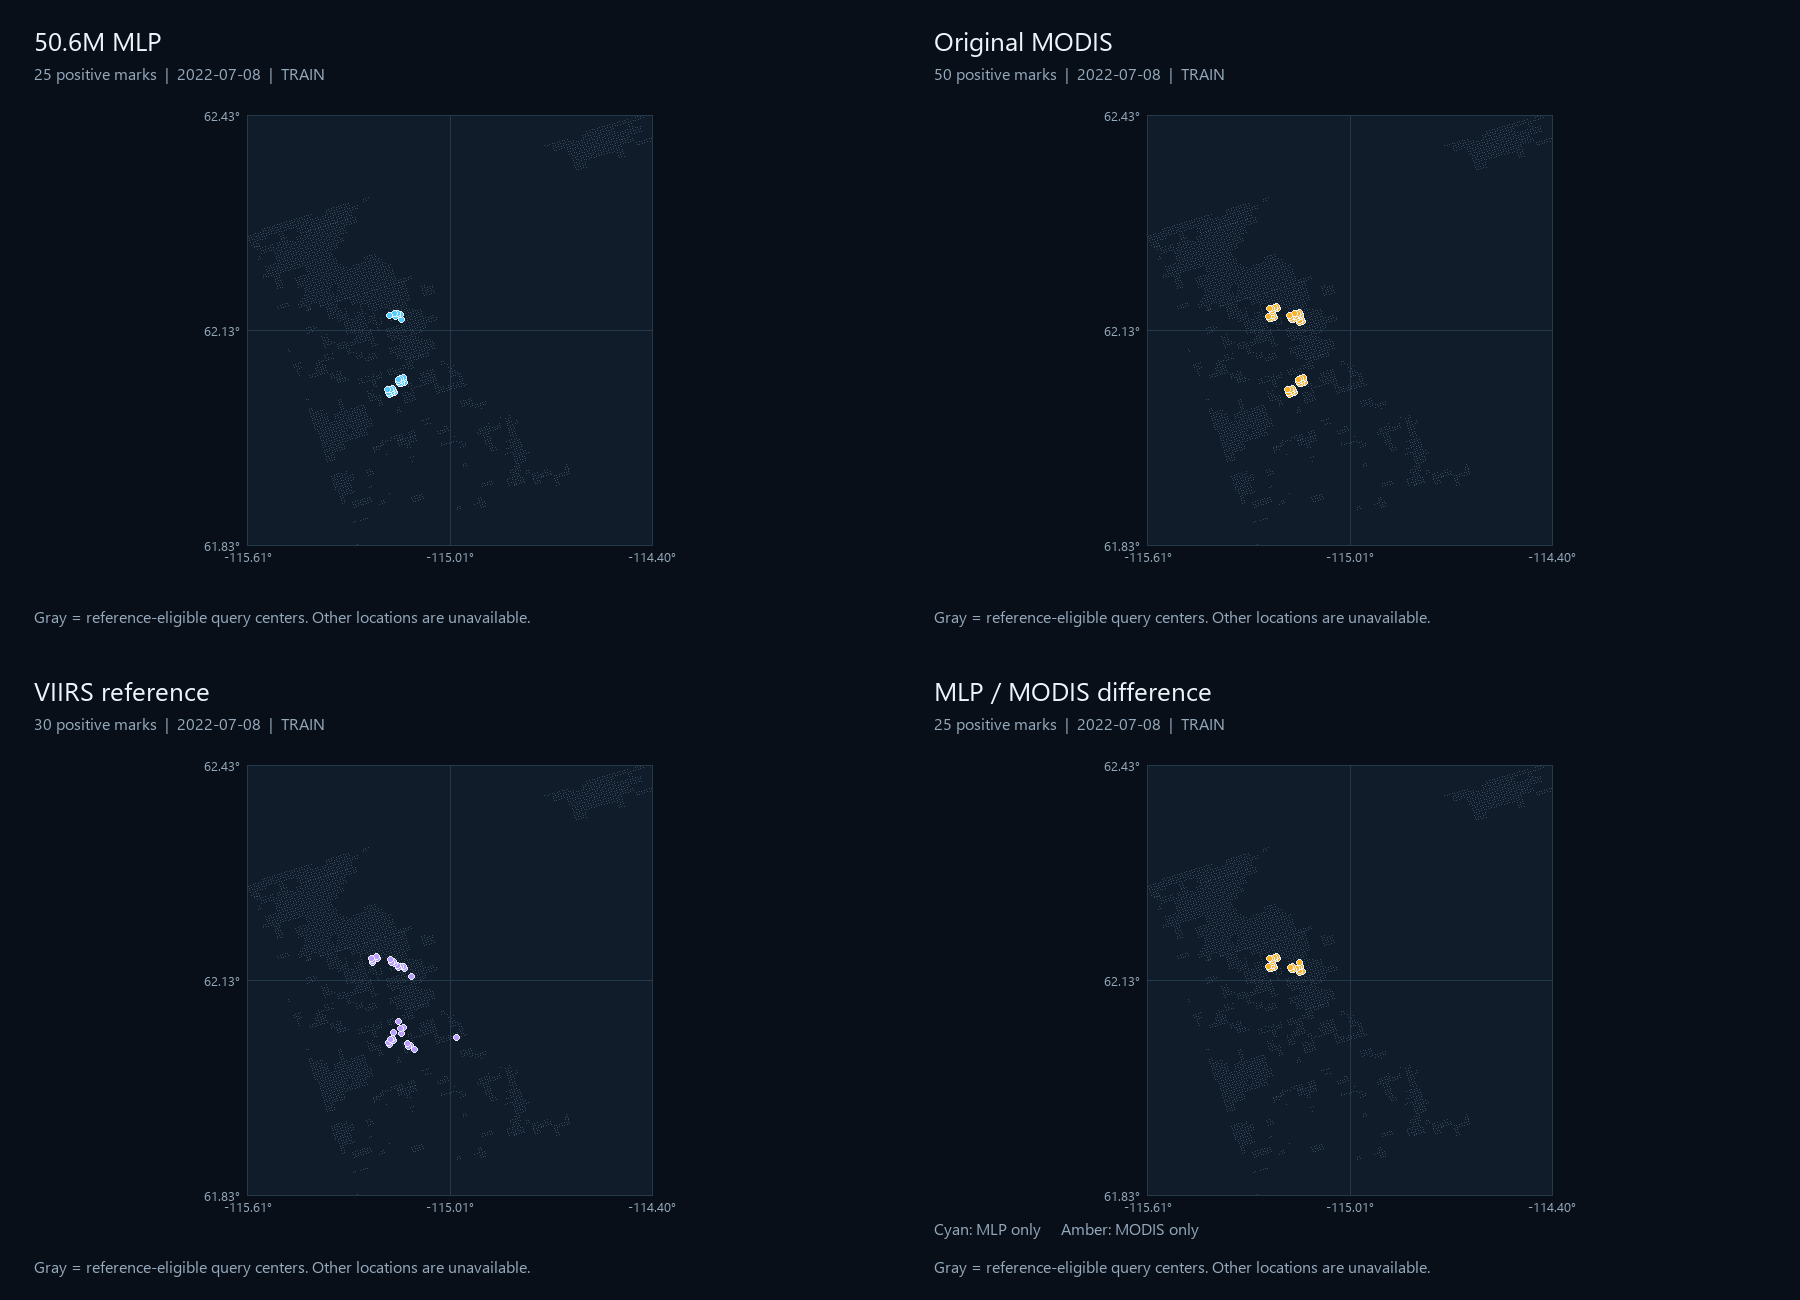 50.6M MLP
25 positive marks | 2022-07-08 | TRAIN
62.43°
62.13°
61.83°
-115.61°
-115.01°
-114.40°
Gray = reference-eligible query centers. Other locations are unavailable.
Original MODIS
50 positive marks | 2022-07-08 | TRAIN
62.43°
62.13°
61.83°
-115.61°
-115.01°
-114.40°
Gray = reference-eligible query centers. Other locations are unavailable.
VIIRS reference
30 positive marks | 2022-07-08 | TRAIN
62.43°
62.13°
61.83°
-115.61°
-115.01°
-114.40°
Gray = reference-eligible query centers. Other locations are unavailable.
MLP / MODIS difference
25 positive marks | 2022-07-08 | TRAIN
62.43°
62.13°
61.83°
-115.61°
-115.01°
-114.40°
Cyan: MLP only Amber: MODIS only
Gray = reference-eligible query centers. Other locations are unavailable.